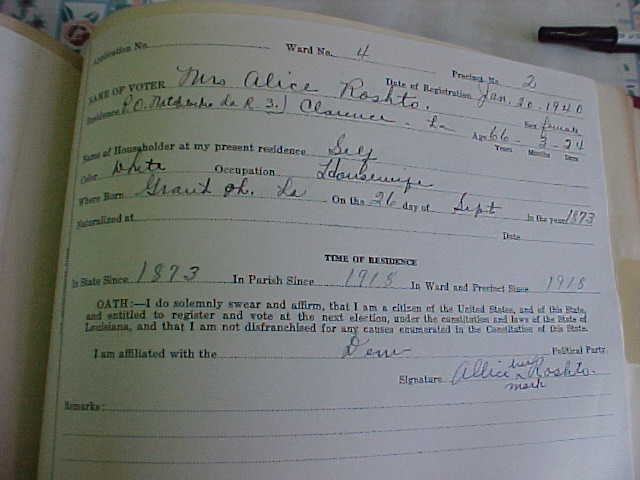 Application No. Ward No. 4 Precinct No. 2
NAME OF VOTER Mrs Alice Roshto. Date of Registration Jan. 20. 1940
Residence P.O. Natchitoches La R. 3.) Clarence - La Sex female
Age 66 - 3 - 24
Years Months Days
Name of Householder at my present residence Self
Color White Occupation Housewife
Where Born Grant Ph. La On the 26 day of Sept in the year 1873
Naturalized at Date
TIME OF RESIDENCE
In State Since 1873 In Parish Since 1918 In Ward and Precinct Since 1918
OATH:—I do solemnly swear and affirm, that I am a citizen of the United States, and of this State,
and entitled to register and vote at the next election, under the constitution and laws of the State of
Louisiana, and that I am not disfranchised for any causes enumerated in the Constitution of this State.
I am affiliated with the Dem Political Party.
Signature Allice her x Roshto.
mark
Remarks: